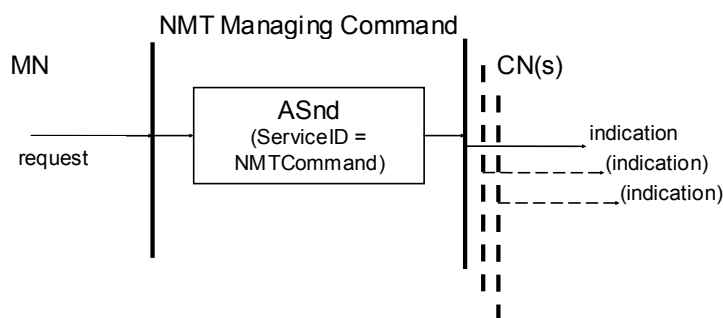 NMT Managing Command
MN
CN(s)
ASnd
(ServiceID =
NMTCommand)
request
indication
(indication)
(indication)